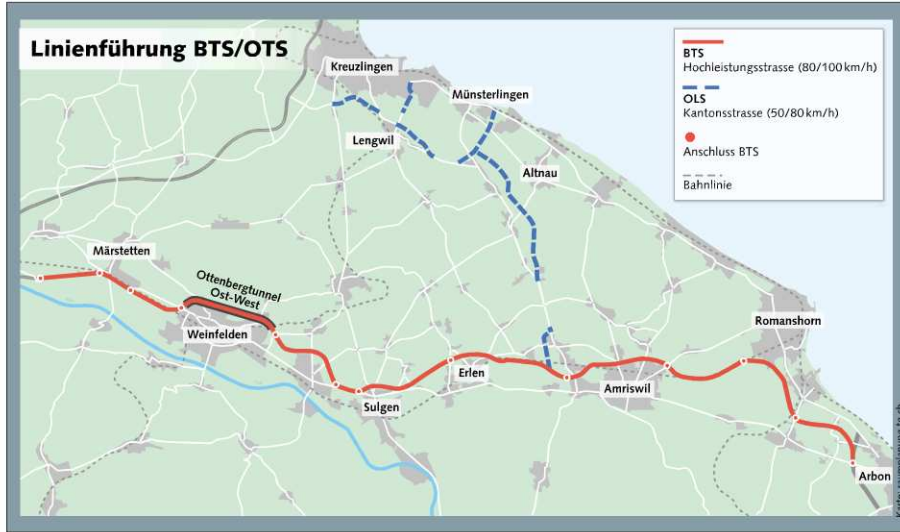 Linienführung BTS/OTS
BTS
Hochleistungsstrasse (80/100 km/h)
OLS
Kantonsstrasse (50/80 km/h)
Anschluss BTS
Bahnlinie
Kreuzlingen
Münsterlingen
Lengwil
Altnau
Märstetten
Ottenbergtunnel
Ost-West
Weinfelden
Romanshorn
Erlen
Amriswil
Sulgen
Arbon